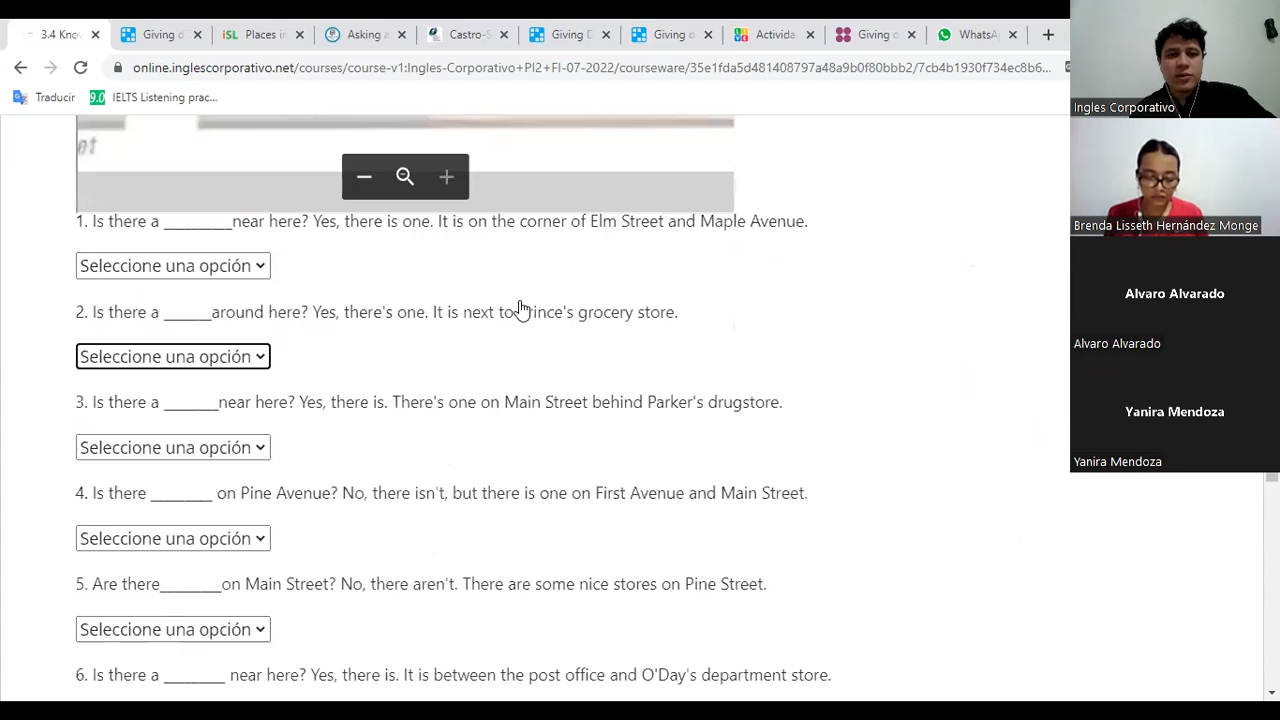 3.4 Know
Giving d
Places in
Asking a
Castro-S
Giving D
Giving d
Activida
Giving o
WhatsA
online.inglescorporativo.net/courses/course-v1:Ingles-Corporativo+PI2+FI-07-2022/courseware/35e1fda5d481408797a48a9b0f80bbb2/7cb4b1930f734ec8b6...
Traducir
9.0 IELTS Listening prac...
Ingles Corporativo
Brenda Lisseth Hernández Monge
Alvaro Alvarado
Alvaro Alvarado
Yanira Mendoza
Yanira Mendoza
1. Is there a ________near here? Yes, there is one. It is on the corner of Elm Street and Maple Avenue.
Seleccione una opción
2. Is there a ______around here? Yes, there's one. It is next to rince's grocery store.
Seleccione una opción
3. Is there a _______near here? Yes, there is. There's one on Main Street behind Parker's drugstore.
Seleccione una opción
4. Is there ________ on Pine Avenue? No, there isn't, but there is one on First Avenue and Main Street.
Seleccione una opción
5. Are there________on Main Street? No, there aren't. There are some nice stores on Pine Street.
Seleccione una opción
6. Is there a ________ near here? Yes, there is. It is between the post office and O'Day's department store.